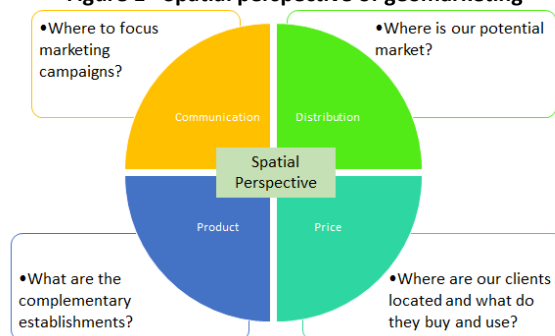 Figure 1 - Spatial perspective of geomarketing
•Where to focus
marketing
campaigns?
•Where is our potential
market?
Communication
Distribution
Spatial
Perspective
Product
Price
•What are the
complementary
establishments?
•Where are our clients
located and what do
they buy and use?